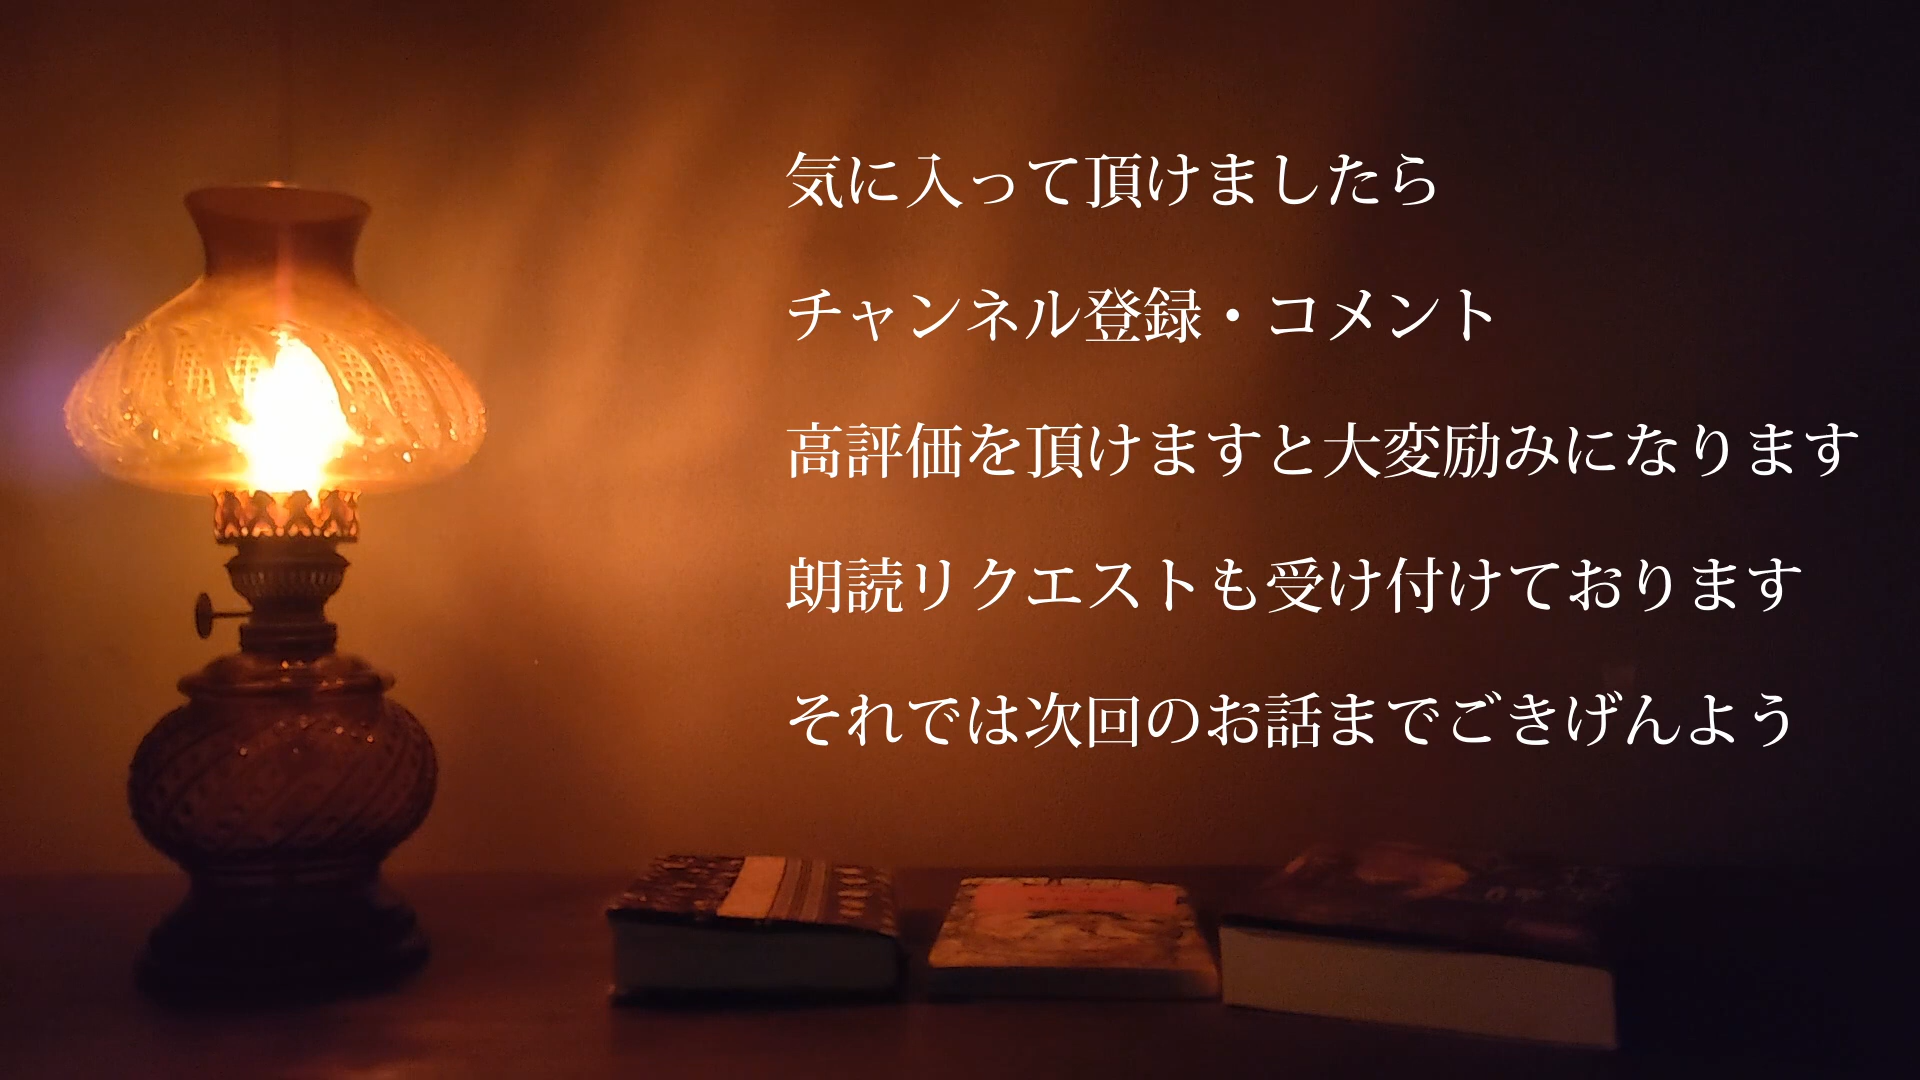 気に入って頂けましたら
チャンネル登録・コメント
高評価を頂けますと大変励みになります
朗読リクエストも受け付けております
それでは次回のお話までごきげんよう